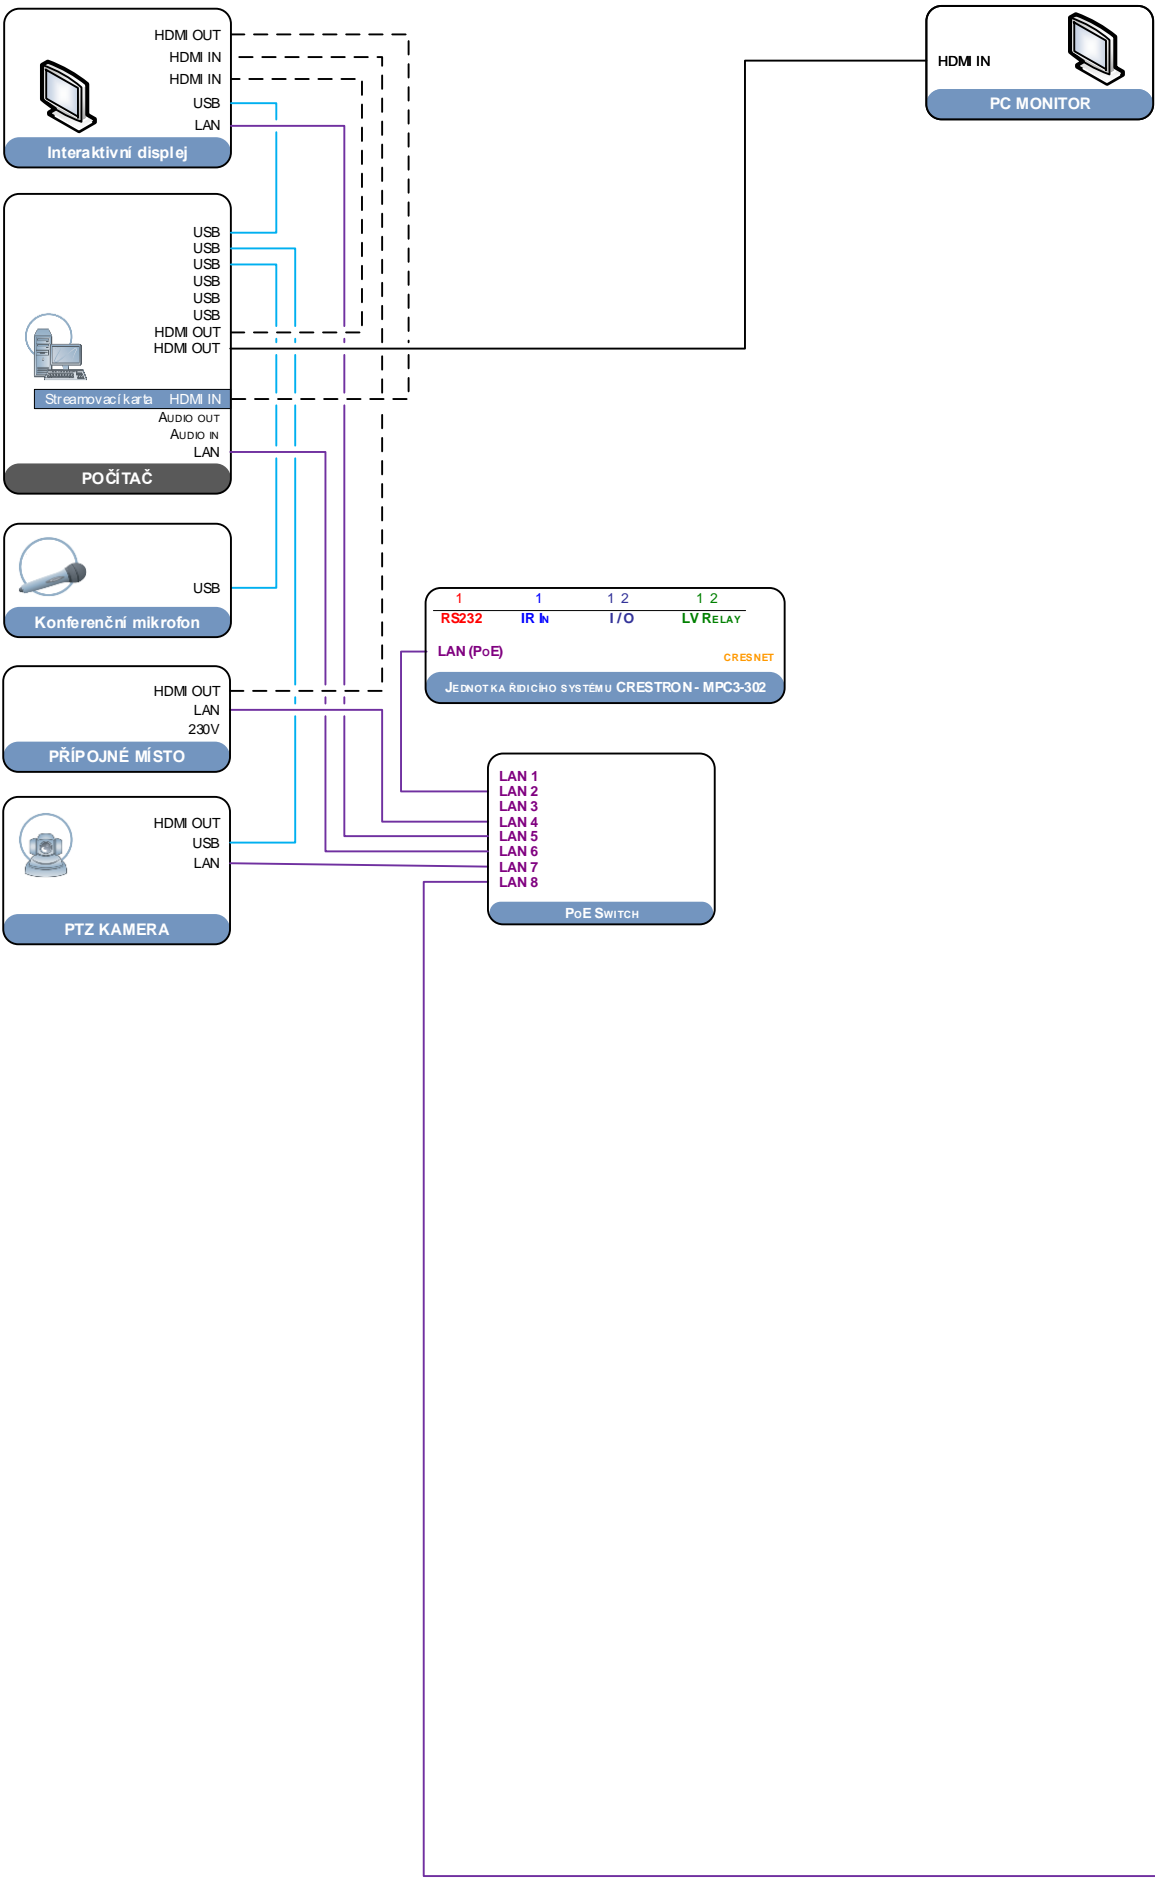 HDMI OUT
HDMI IN
HDMI IN
USB
LAN
Interaktivní displej
HDMI IN
PC MONITOR
USB
USB
USB
USB
USB
USB
HDMI OUT
HDMI OUT
Streamovací karta HDMI IN
AUDIO OUT
AUDIO IN
LAN
POČÍTAČ
USB
Konferenční mikrofon
1 1 1 2 1 2
RS232 IR IN I/O LV RELAY
LAN (POE)
CRESNET
JEDNOTKA ŘIDICÍHO SYSTÉMU CRESTRON - MPC3-302
HDMI OUT
LAN
230V
PŘÍPOJNÉ MÍSTO
LAN 1
LAN 2
LAN 3
LAN 4
LAN 5
LAN 6
LAN 7
LAN 8
POE SWITCH
HDMI OUT
USB
LAN
PTZ KAMERA